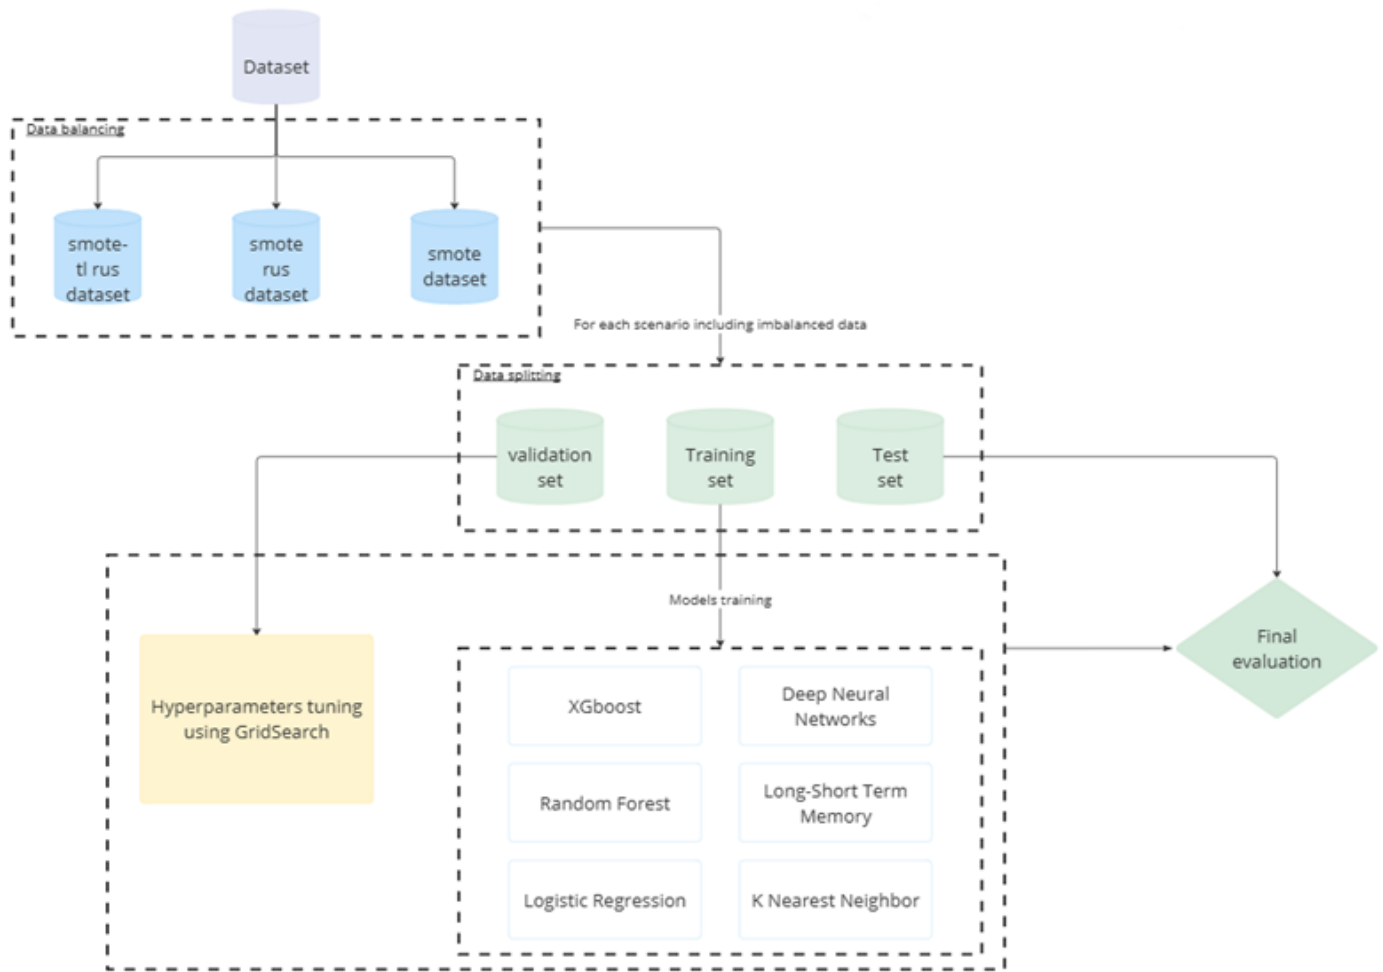 Dataset
Data balancing
smote-
tl rus
dataset
smote
rus
dataset
smote
dataset
For each scenario including imbalanced data
Data splitting
validation
set
Training
set
Test
set
Models training
Final
evaluation
Hyperparameters tuning
using GridSearch
XGboost
Deep Neural
Networks
Random Forest
Long-Short Term
Memory
Logistic Regression
K Nearest Neighbor